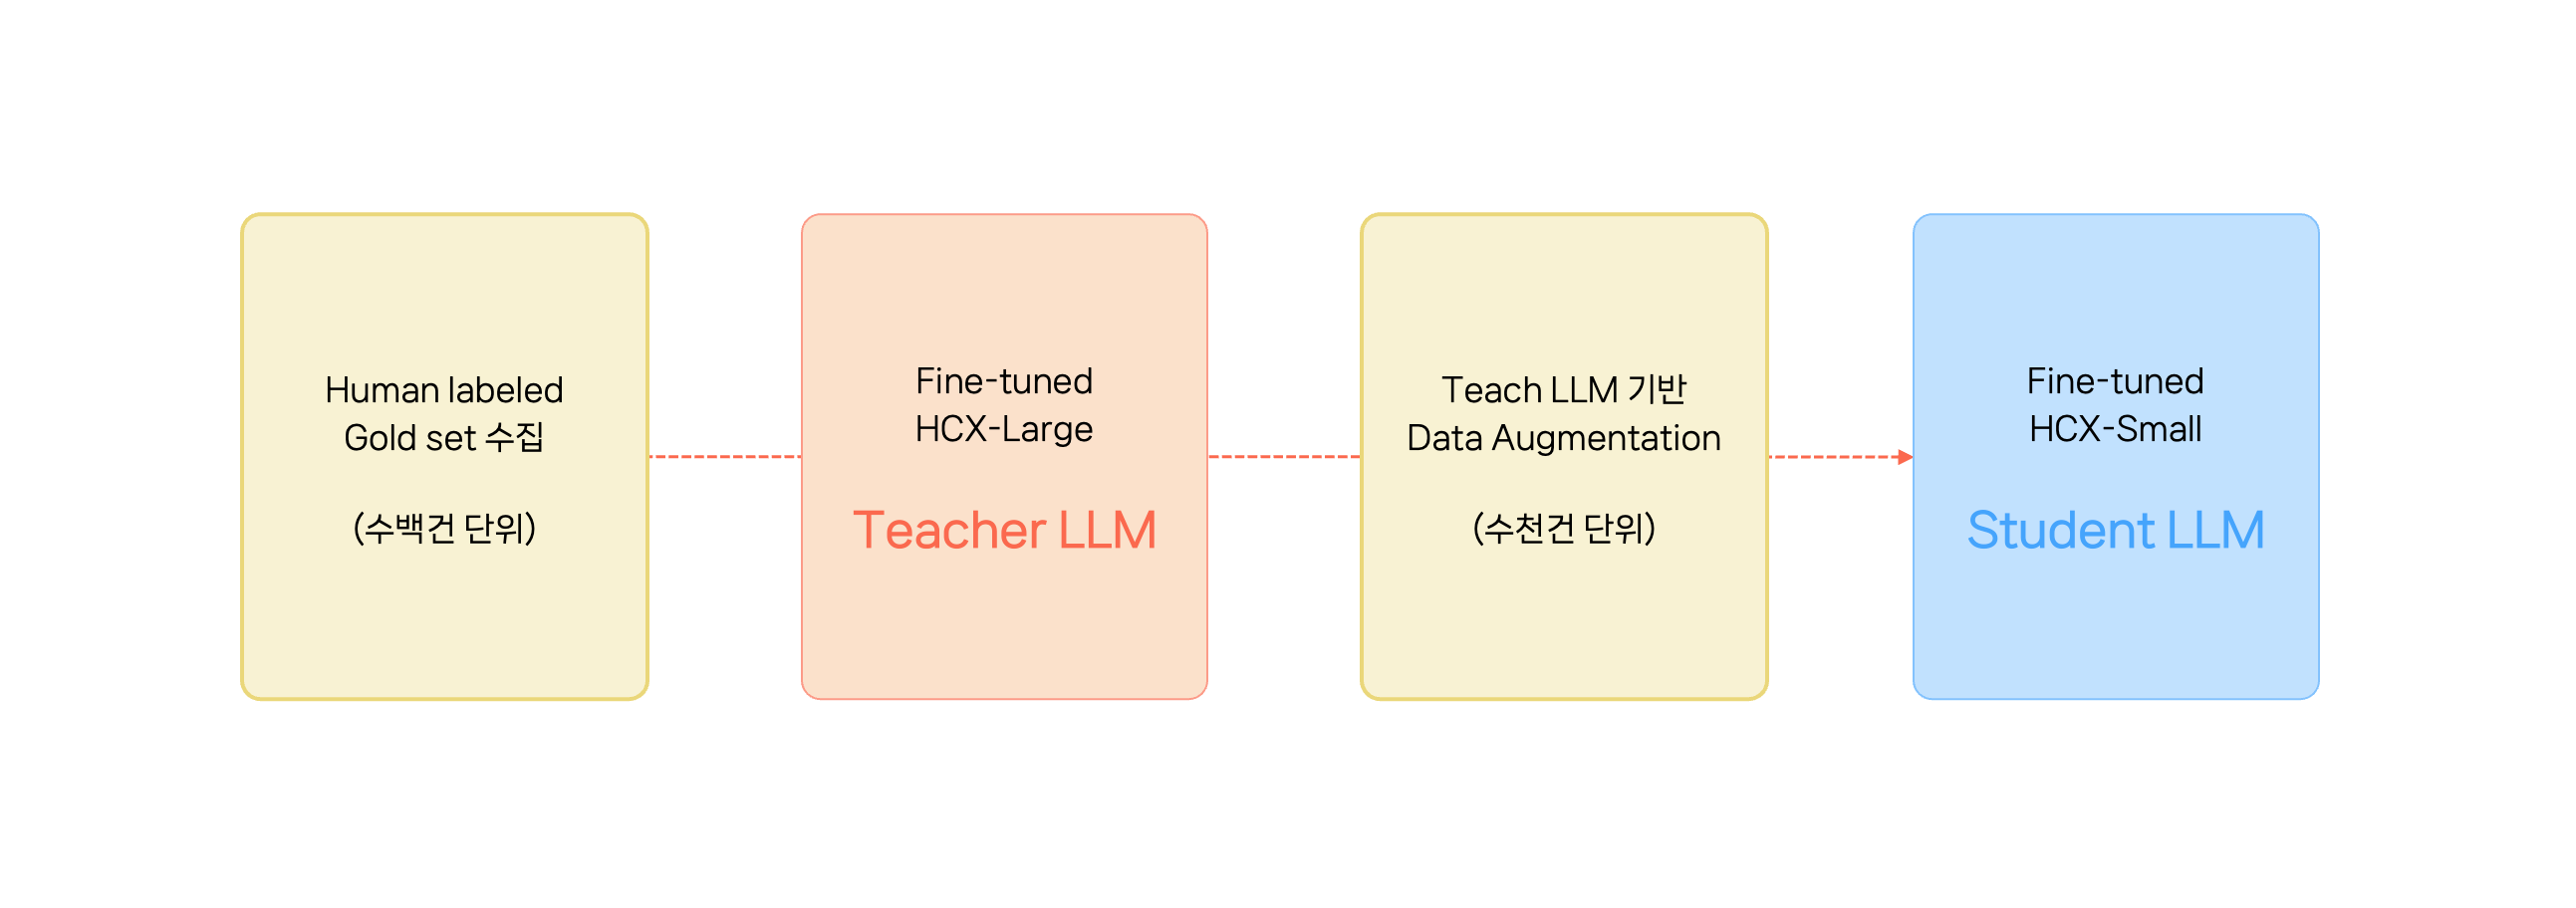 Human labeled
Gold set 수집
(수백건 단위)
Fine-tuned
HCX-Large
Teacher LLM
Teach LLM 기반
Data Augmentation
(수천건 단위)
Fine-tuned
HCX-Small
Student LLM